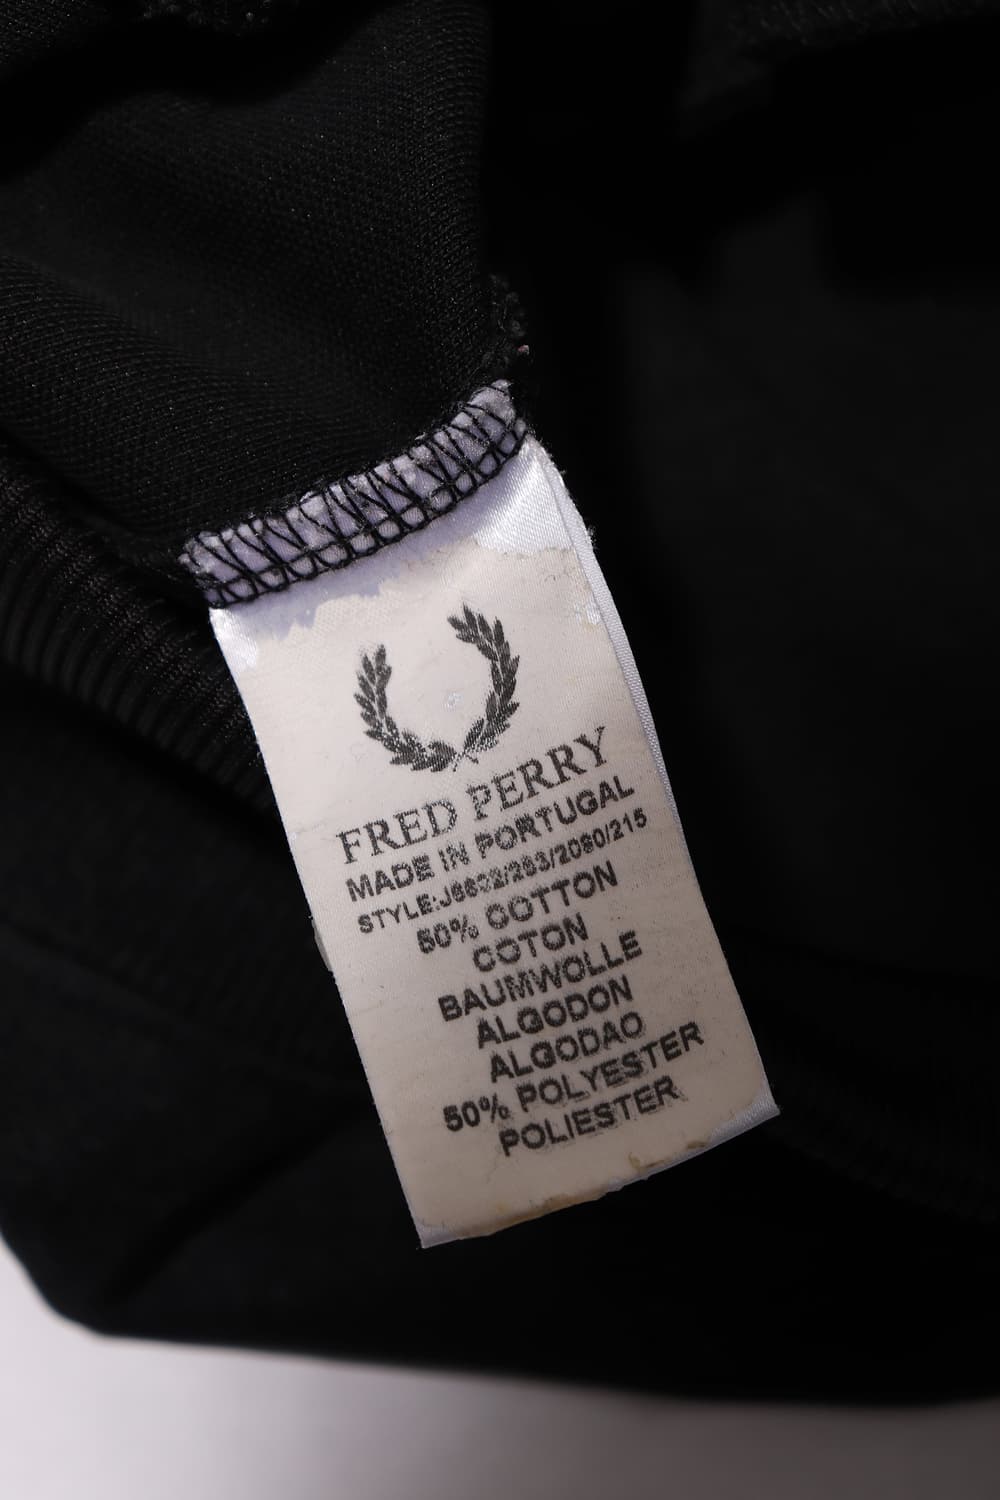 FRED PERRY
MADE IN PORTUGAL
50% COTTON
COTON
BAUMWOLLE
ALGODON
ALGODAO
50% POLYESTER
POLIESTER